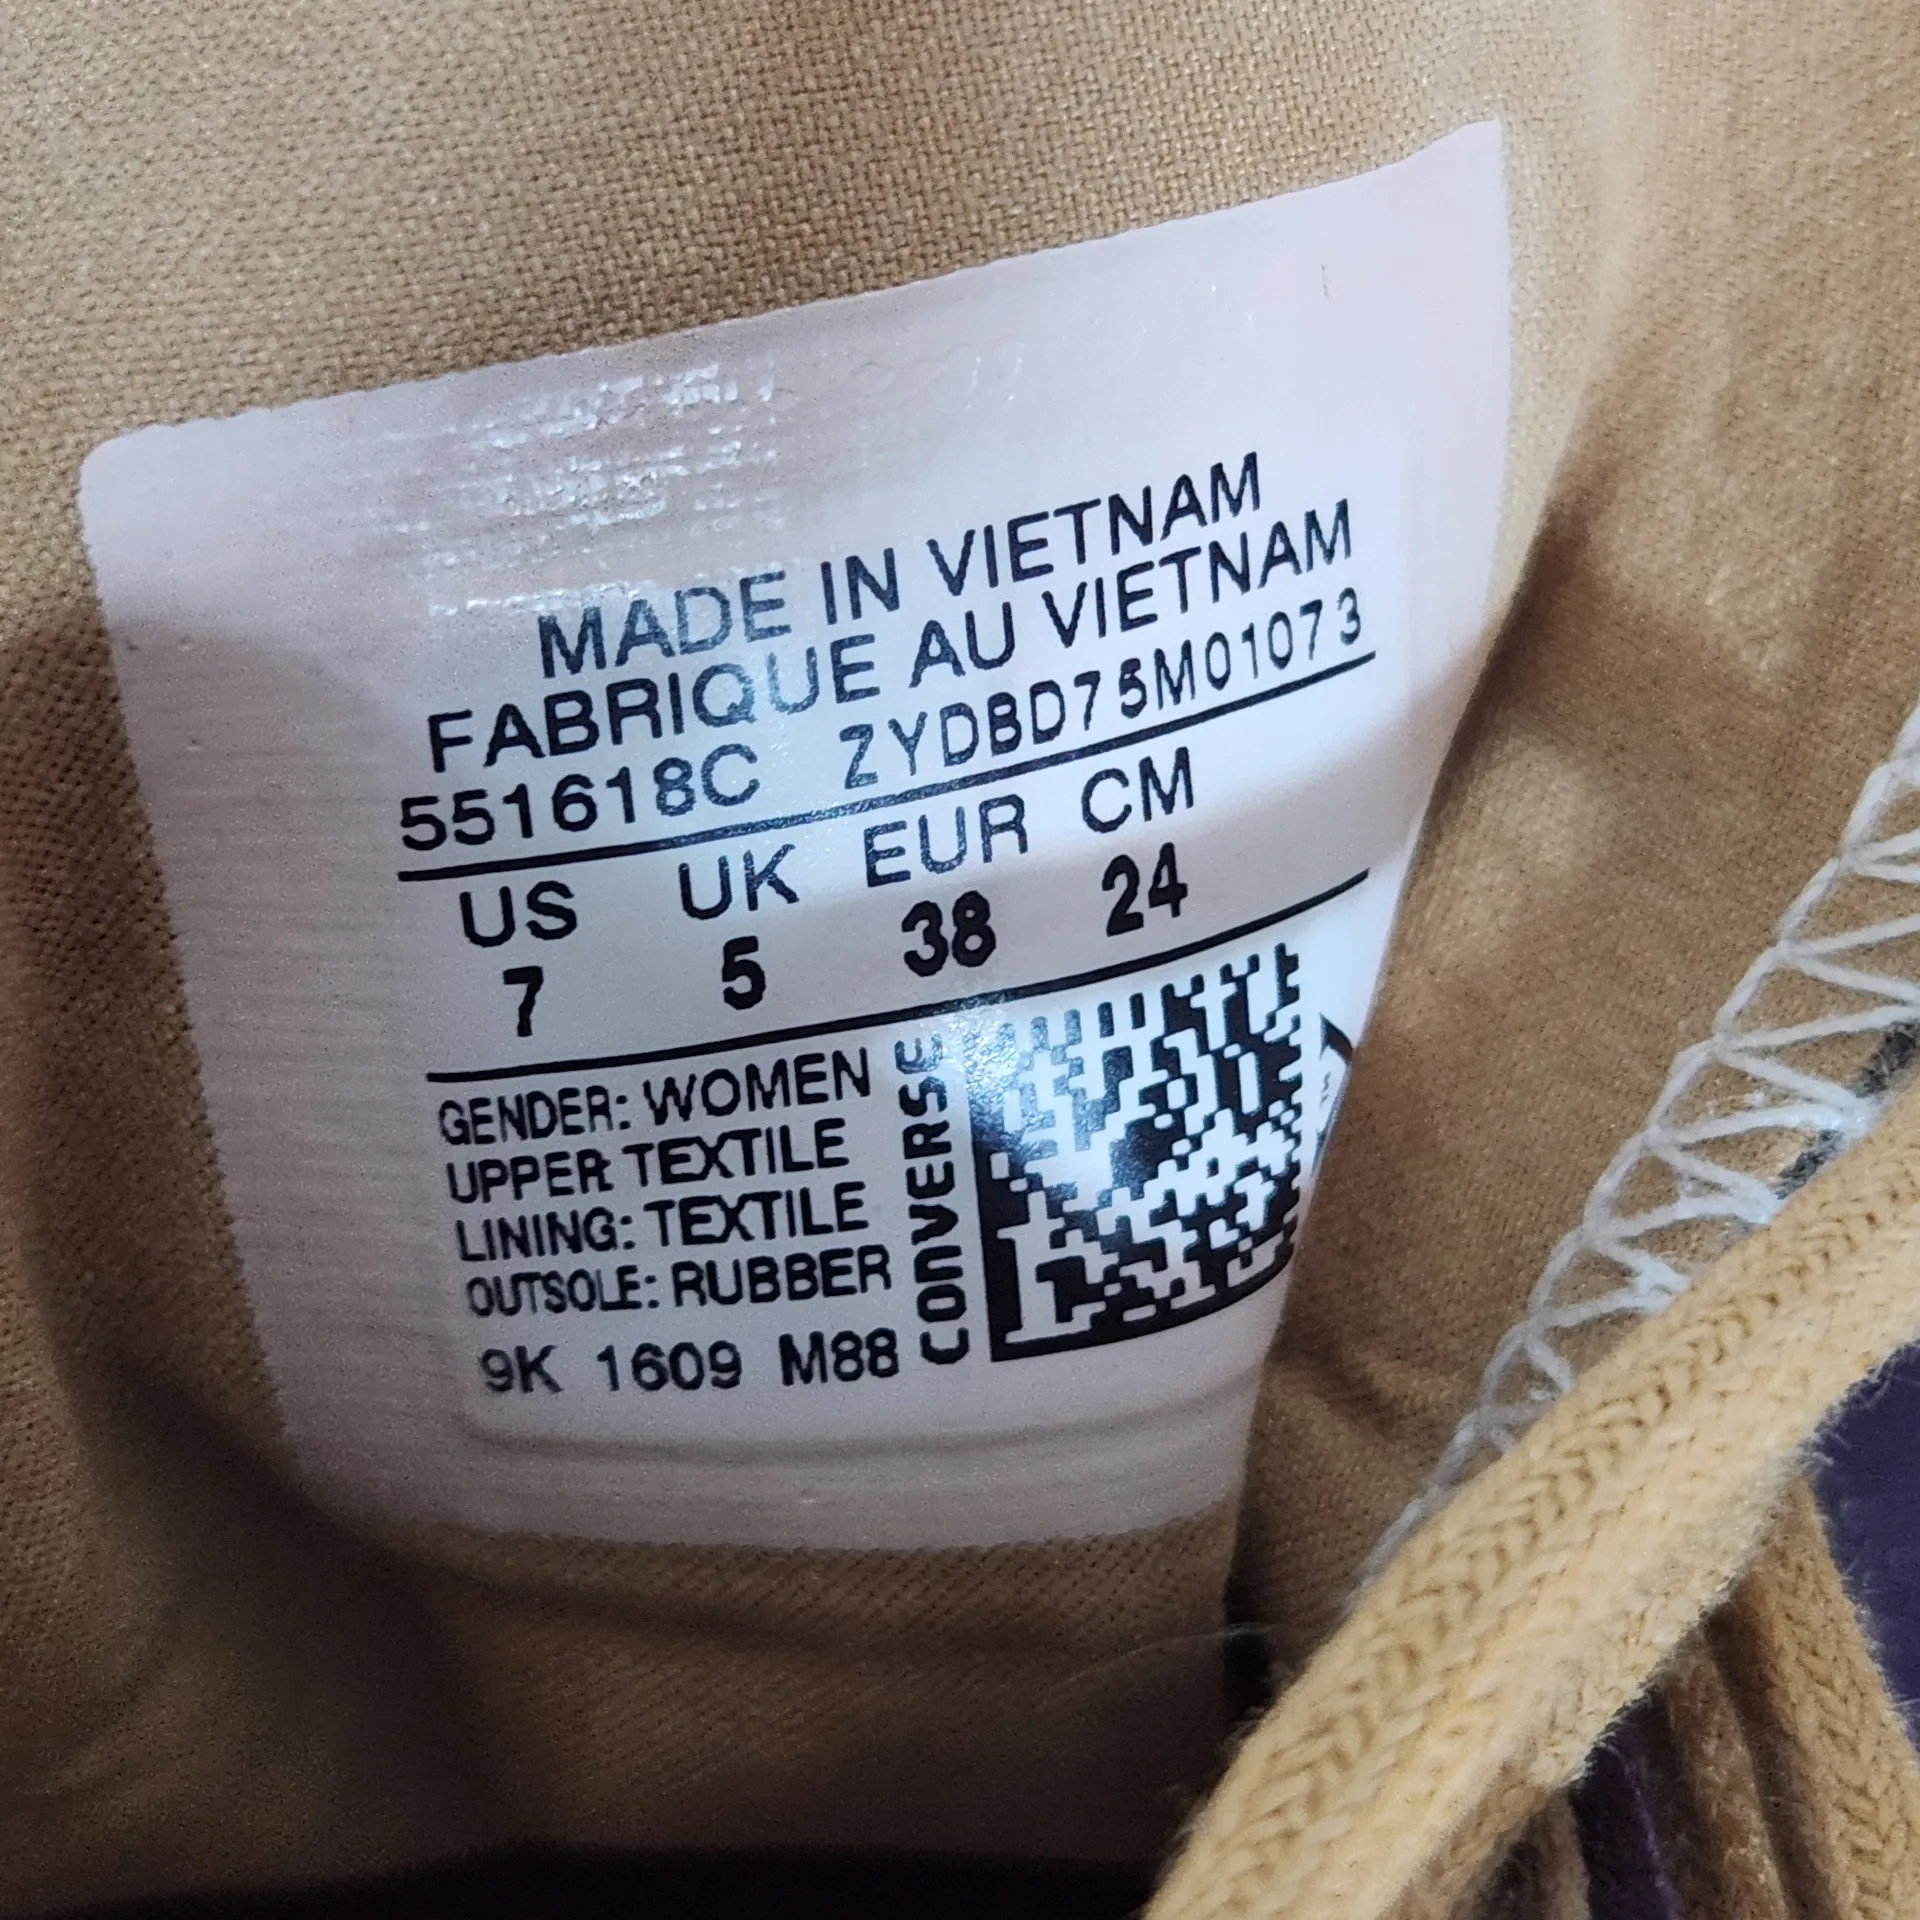 MADE IN VIETNAM
FABRIQUE AU VIETNAM
551618C ZYDBD75M01073
US UK EUR CM
7 5 38 24
GENDER: WOMEN
UPPER: TEXTILE
LINING: TEXTILE
OUTSOLE: RUBBER
9K 1609 M88
CONVERSE